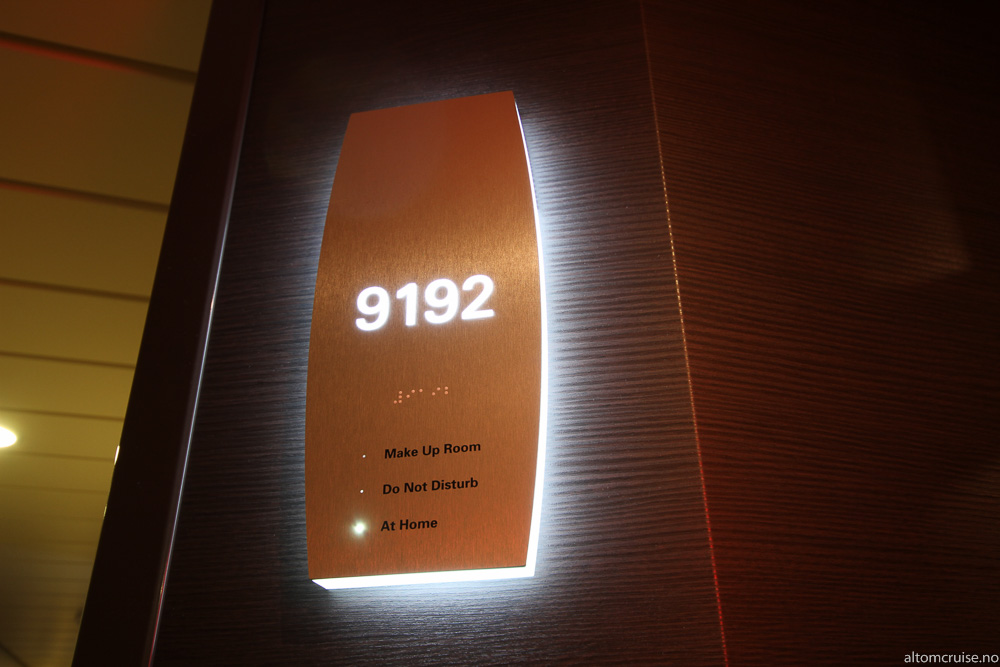 9192
Make Up Room
Do Not Disturb
At Home
altomcruise.no